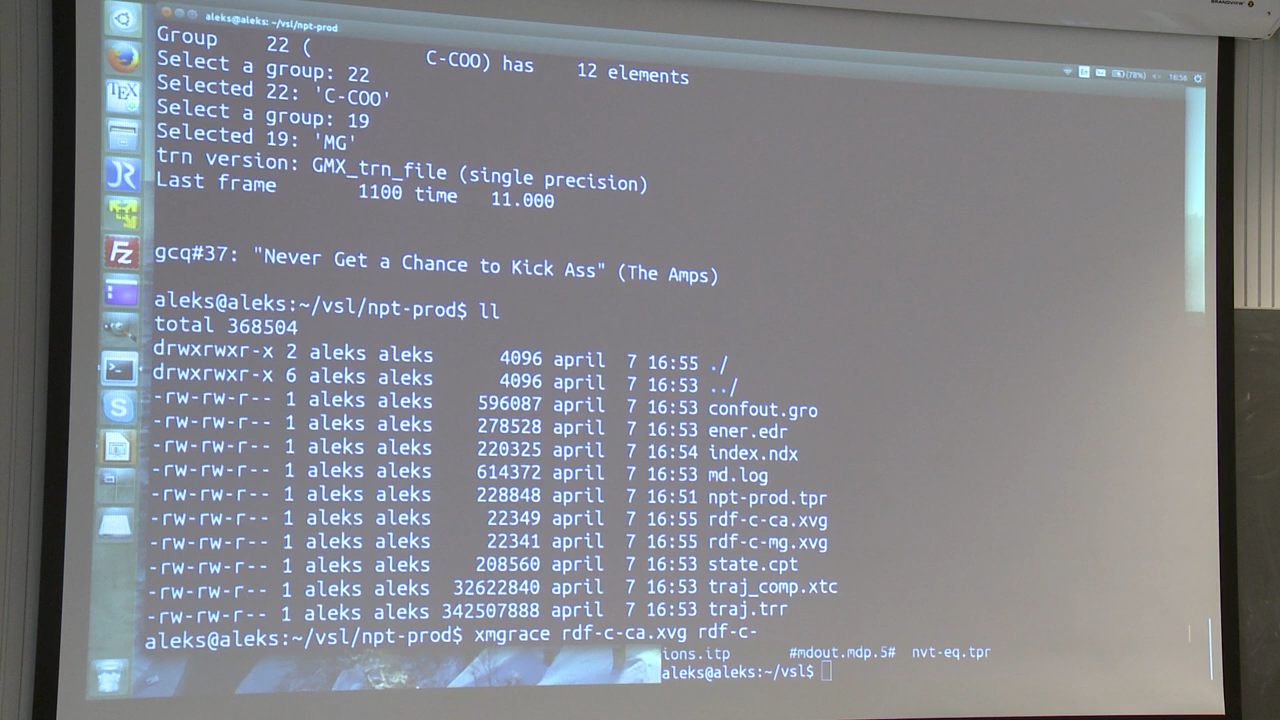 BRANDVIEW
aleks@aleks: ~/vsl/npt-prod
En (78%) 16:56
Group 22 ( C-COO) has 12 elements
Select a group: 22
Selected 22: 'C-COO'
Select a group: 19
Selected 19: 'MG'
trn version: GMX_trn_file (single precision)
Last frame 1100 time 11.000
gcq#37: "Never Get a Chance to Kick Ass" (The Amps)
aleks@aleks:~/vsl/npt-prod$ ll
total 368504
drwxrwxr-x 2 aleks aleks 4096 april 7 16:55 ./
drwxrwxr-x 6 aleks aleks 4096 april 7 16:53 ../
-rw-rw-r-- 1 aleks aleks 596087 april 7 16:53 confout.gro
-rw-rw-r-- 1 aleks aleks 278528 april 7 16:53 ener.edr
-rw-rw-r-- 1 aleks aleks 220325 april 7 16:54 index.ndx
-rw-rw-r-- 1 aleks aleks 614372 april 7 16:53 md.log
-rw-rw-r-- 1 aleks aleks 228848 april 7 16:51 npt-prod.tpr
-rw-rw-r-- 1 aleks aleks 22349 april 7 16:55 rdf-c-ca.xvg
-rw-rw-r-- 1 aleks aleks 22341 april 7 16:55 rdf-c-mg.xvg
-rw-rw-r-- 1 aleks aleks 208560 april 7 16:53 state.cpt
-rw-rw-r-- 1 aleks aleks 32622840 april 7 16:53 traj_comp.xtc
-rw-rw-r-- 1 aleks aleks 342507888 april 7 16:53 traj.trr
aleks@aleks:~/vsl/npt-prod$ xmgrace rdf-c-ca.xvg rdf-c-
ions.itp #mdout.mdp.5# nvt-eq.tpr
aleks@aleks:~/vsl$
TEX
JR
Fz
S